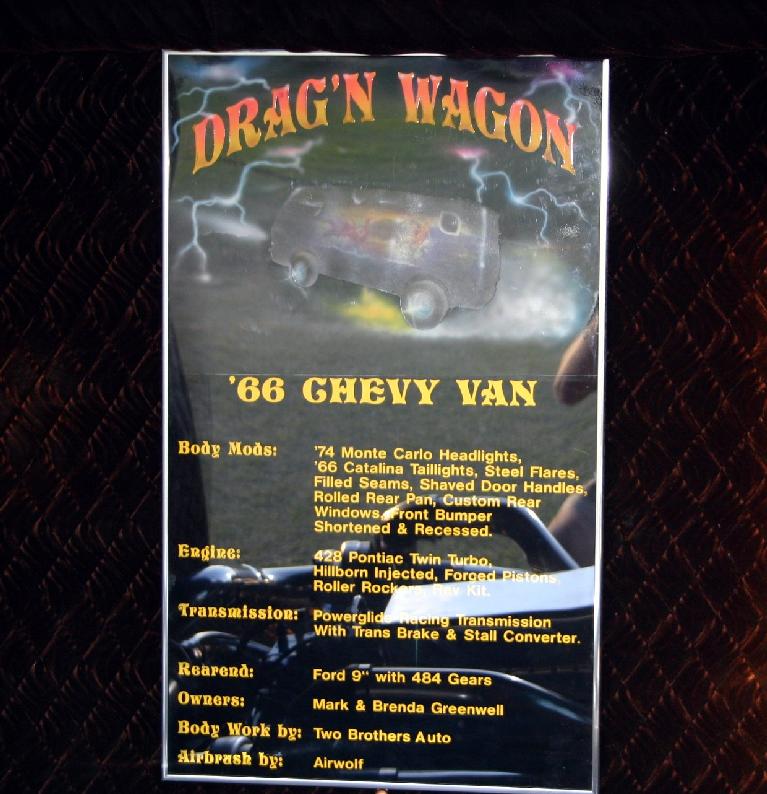 DRAG'N WAGON
'66 CHEVY VAN
Body Mods: '74 Monte Carlo Headlights,
'66 Catalina Taillights, Steel Flares,
Filled Seams, Shaved Door Handles,
Rolled Rear Pan, Custom Rear
Windows, Front Bumper
Shortened & Recessed.
Engine: 428 Pontiac Twin Turbo,
Hillborn Injected, Forged Pistons,
Roller Rockers, Rev Kit.
Transmission: Powerglide Racing Transmission
With Trans Brake & Stall Converter.
Rearend: Ford 9" with 484 Gears
Owners: Mark & Brenda Greenwell
Body Work by: Two Brothers Auto
Airbrush by: Airwolf